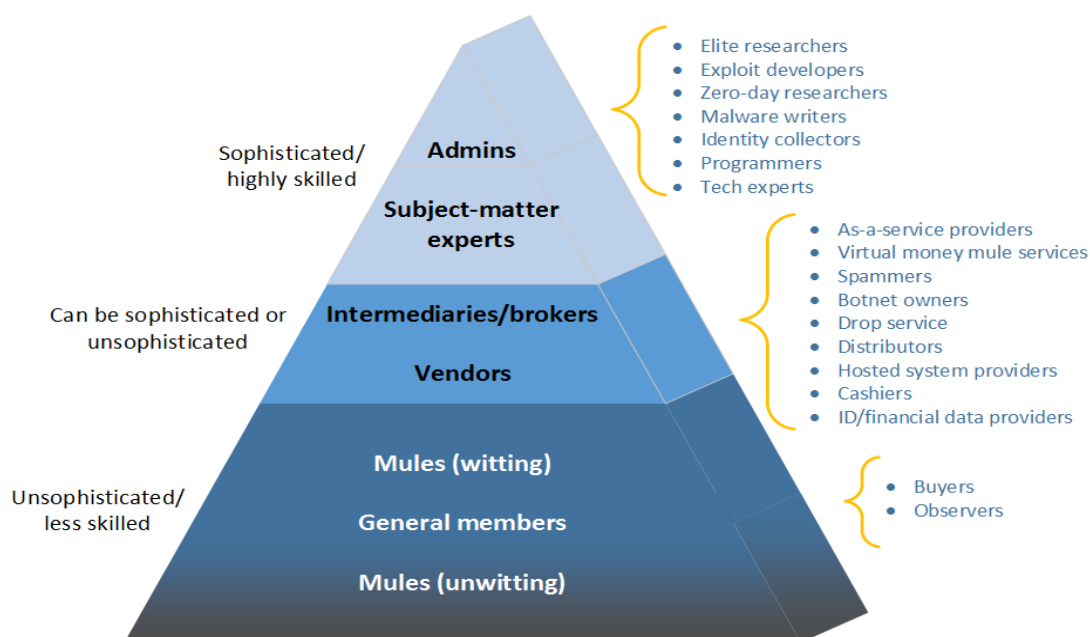 Elite researchers
Exploit developers
Zero-day researchers
Malware writers
Identity collectors
Programmers
Tech experts
Sophisticated/
highly skilled
Admins
Subject-matter
experts
As-a-service providers
Virtual money mule services
Spammers
Botnet owners
Drop service
Distributors
Hosted system providers
Cashiers
ID/financial data providers
Can be sophisticated or
unsophisticated
Intermediaries/brokers
Vendors
Unsophisticated/
less skilled
Mules (witting)
General members
Mules (unwitting)
Buyers
Observers